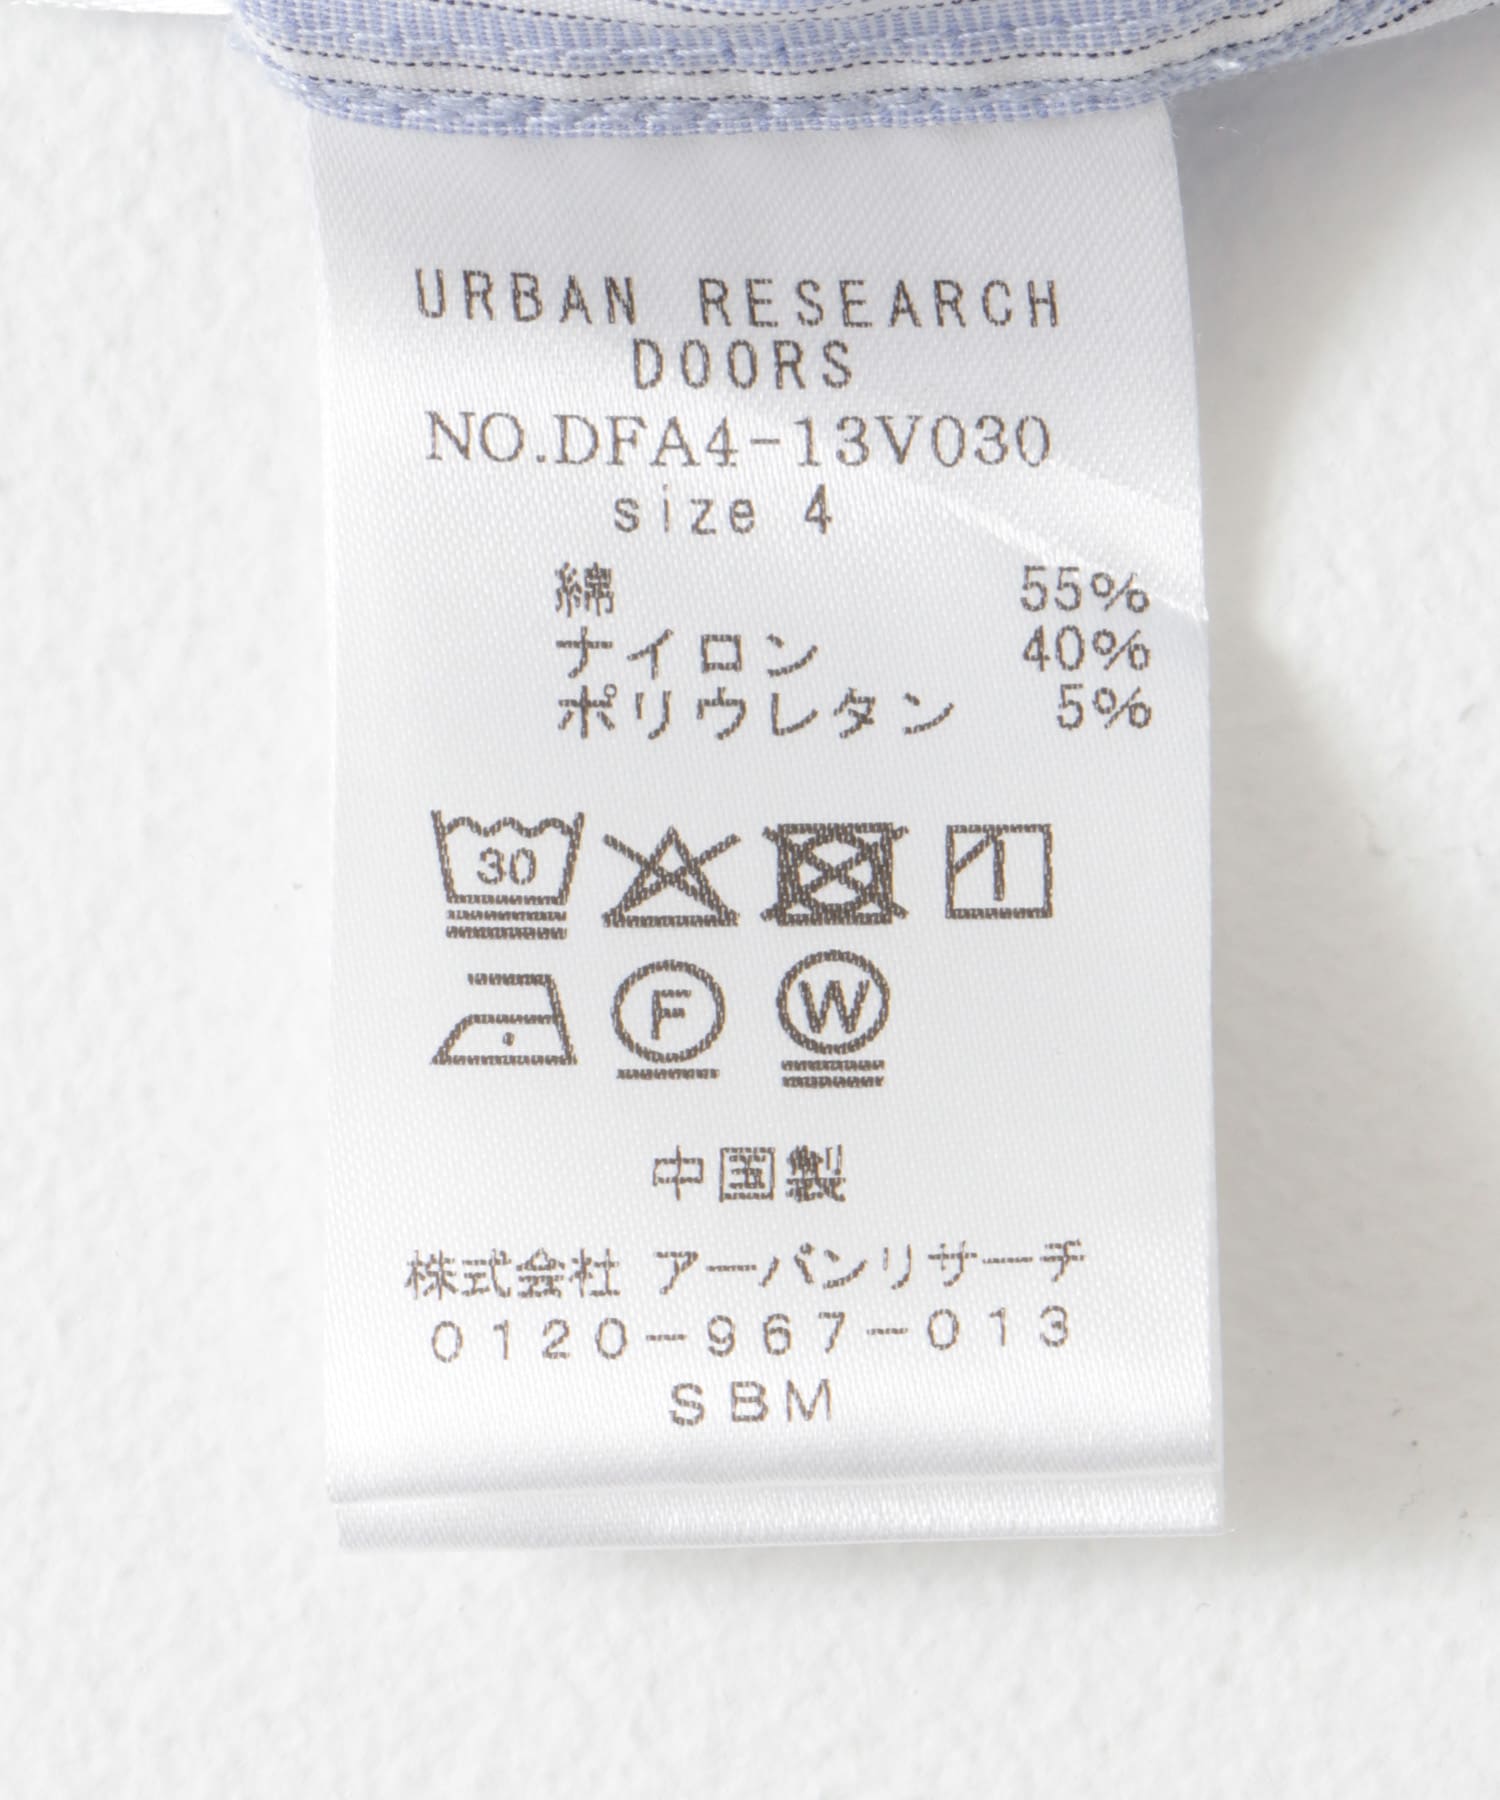 URBAN RESEARCH
DOORS
NO.DFA4-13V030
size 4
綿 55%
ナイロン 40%
ポリウレタン 5%
30
F W
中国製
株式会社 アーバンリサーチ
0120-967-013
SBM